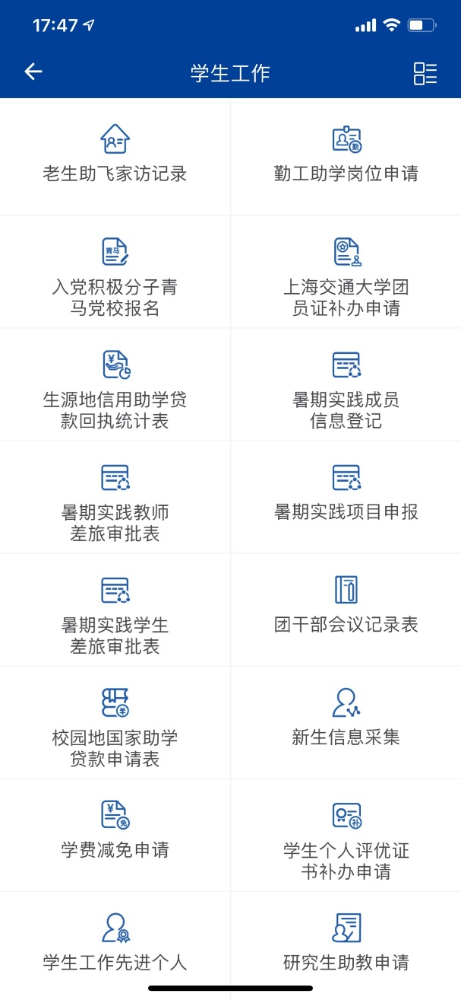 17:47
学生工作
老生助飞家访记录
勤工助学岗位申请
青马
勤
入党积极分子青
马党校报名
上海交通大学团
员证补办申请
¥
生源地信用助学贷
款回执统计表
暑期实践成员
信息登记
暑期实践教师
差旅审批表
暑期实践项目申报
暑期实践学生
差旅审批表
团干部会议记录表
¥
校园地国家助学
贷款申请表
新生信息采集
¥
免
学费减免申请
补
学生个人评优证
书补办申请
学生工作先进个人
研究生助教申请